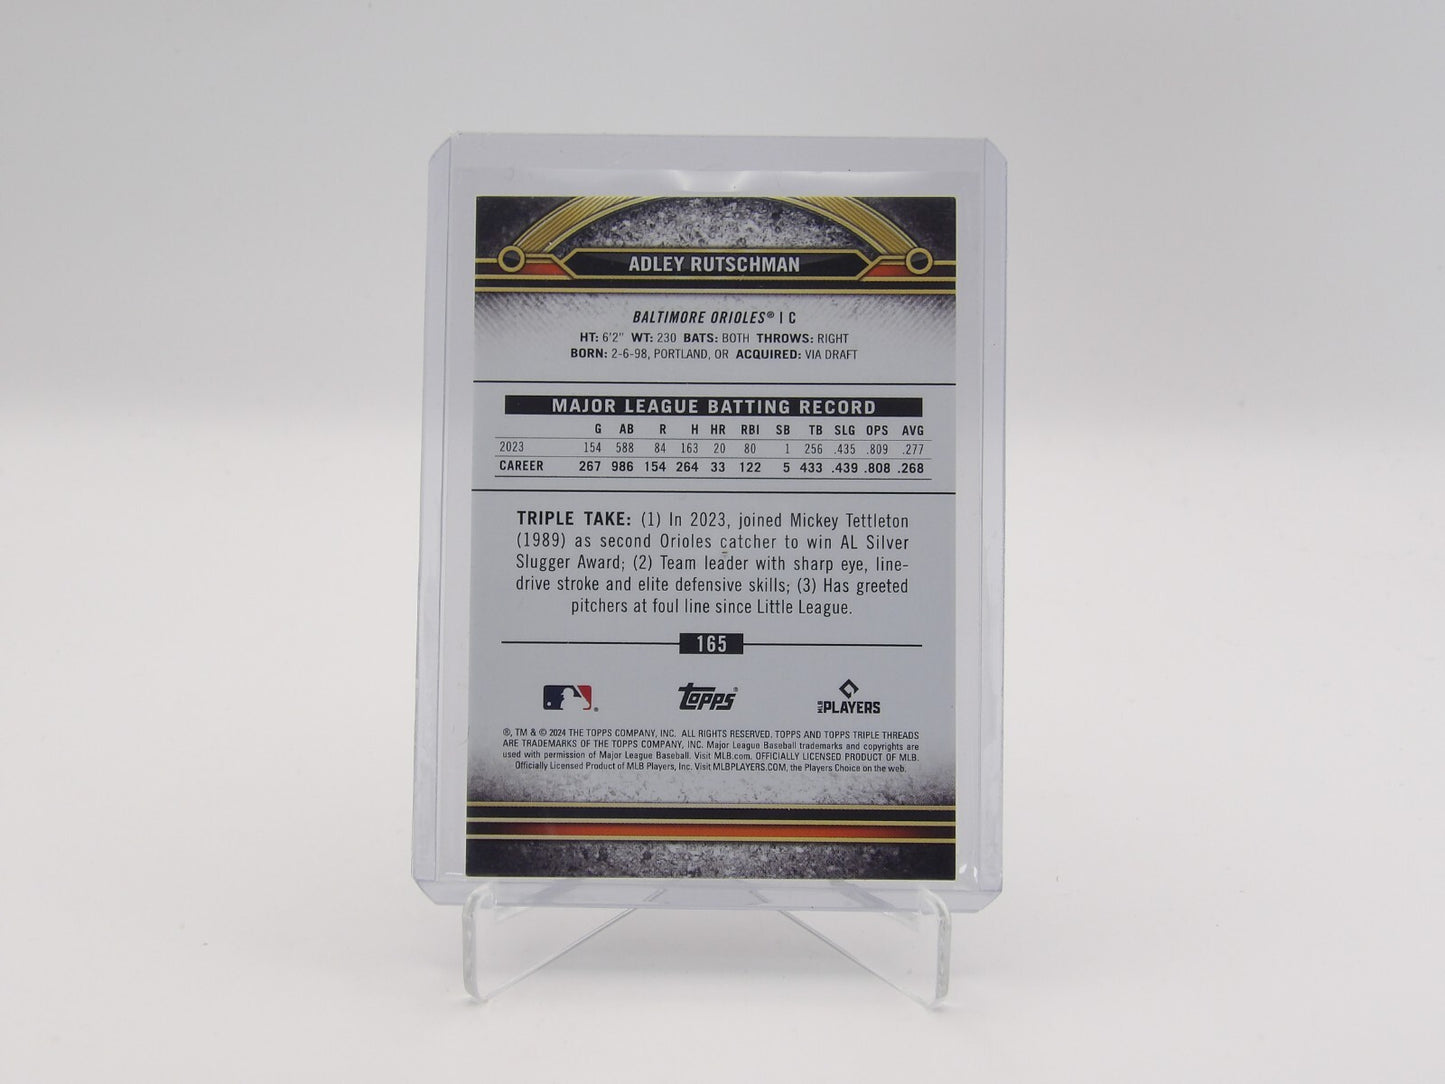 ADLEY RUTSCHMAN
BALTIMORE ORIOLES® | C
HT: 6'2" WT: 230 BATS: BOTH THROWS: RIGHT
BORN: 2-6-98, PORTLAND, OR ACQUIRED: VIA DRAFT
MAJOR LEAGUE BATTING RECORD
G AB R H HR RBI SB TB SLG OPS AVG
2023 154 588 84 163 20 80 1 256 .435 .809 .277
CAREER 267 986 154 264 33 122 5 433 .439 .808 .268
TRIPLE TAKE: (1) In 2023, joined Mickey Tettleton
(1989) as second Orioles catcher to win AL Silver
Slugger Award; (2) Team leader with sharp eye, line-
drive stroke and elite defensive skills; (3) Has greeted
pitchers at foul line since Little League.
165
® topps® MLB PLAYERS
®, TM & © 2024 THE TOPPS COMPANY, INC. ALL RIGHTS RESERVED. TOPPS AND TOPPS TRIPLE THREADS
ARE TRADEMARKS OF THE TOPPS COMPANY, INC. Major League Baseball trademarks and copyrights are
used with permission of Major League Baseball. Visit MLB.com. OFFICIALLY LICENSED PRODUCT OF MLB.
Officially Licensed Product of MLB Players, Inc. Visit MLBPLAYERS.COM, the Players Choice on the web.